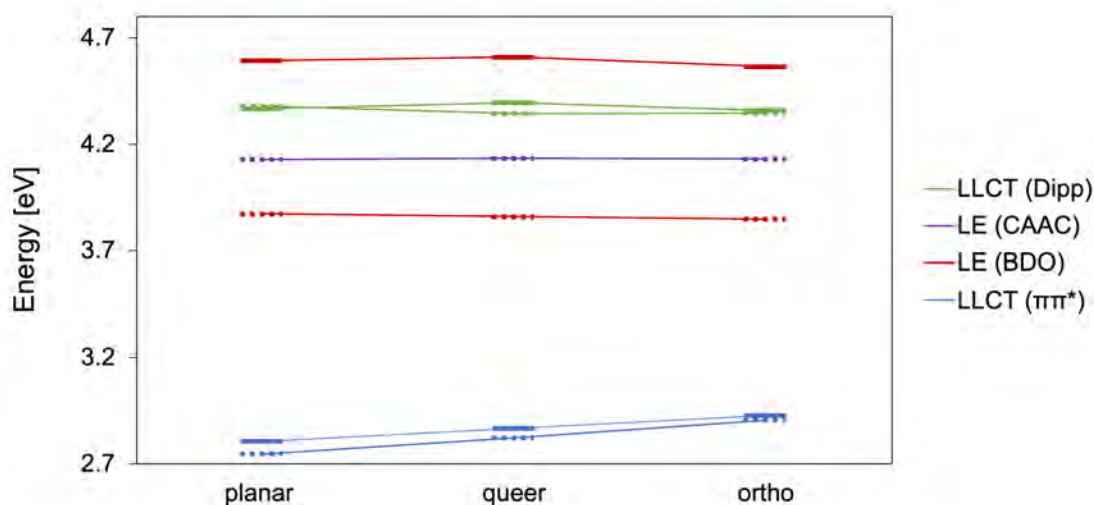 4.7
4.2
3.7
3.2
2.7
Energy [eV]
planar
queer
ortho
LLCT (Dipp)
LE (CAAC)
LE (BDO)
LLCT (ππ*)